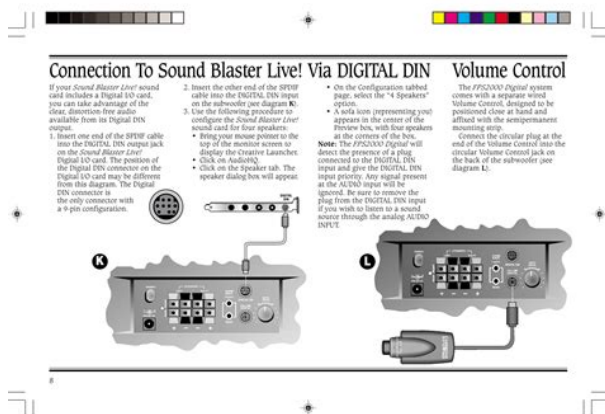 Connection To Sound Blaster Live! Via DIGITAL DIN
If your Sound Blaster Live! sound
card includes a Digital I/O card,
you can take advantage of the
clear, distortion-free audio
available from its Digital DIN
output.
1. Insert one end of the SPDIF cable
into the DIGITAL DIN output jack
on the Sound Blaster Live!
Digital I/O card. The position of
the Digital DIN connector on the
Digital I/O card may be different
from this diagram. The Digital
DIN connector is
the only connector with
a 9-pin configuration.
2. Insert the other end of the SPDIF
cable into the DIGITAL DIN input
on the subwoofer (see diagram K).
3. Use the following procedure to
configure the Sound Blaster Live!
sound card for four speakers:
• Bring your mouse pointer to the
top of the monitor screen to
display the Creative Launcher.
• Click on AudioHQ.
• Click on the Speaker tab. The
speaker dialog box will appear.
• On the Configuration tabbed
page, select the "4 Speakers"
option.
• A sofa icon (representing you)
appears in the center of the
Preview box, with four speakers
at the corners of the box.
Note: The FPS2000 Digital will
detect the presence of a plug
connected to the DIGITAL DIN
input and give the DIGITAL DIN
input priority. Any signal present
at the AUDIO input will be
ignored. Be sure to remove the
plug from the DIGITAL DIN input
if you wish to listen to a sound
source through the analog AUDIO
INPUT.
Volume Control
The FPS2000 Digital system
comes with a separate wired
Volume Control, designed to be
positioned close at hand and
affixed with the semipermanent
mounting strip.
Connect the circular plug at the
end of the Volume Control into the
circular Volume Control jack on
the back of the subwoofer (see
diagram L).
DIGITAL
DIN
K
L
8